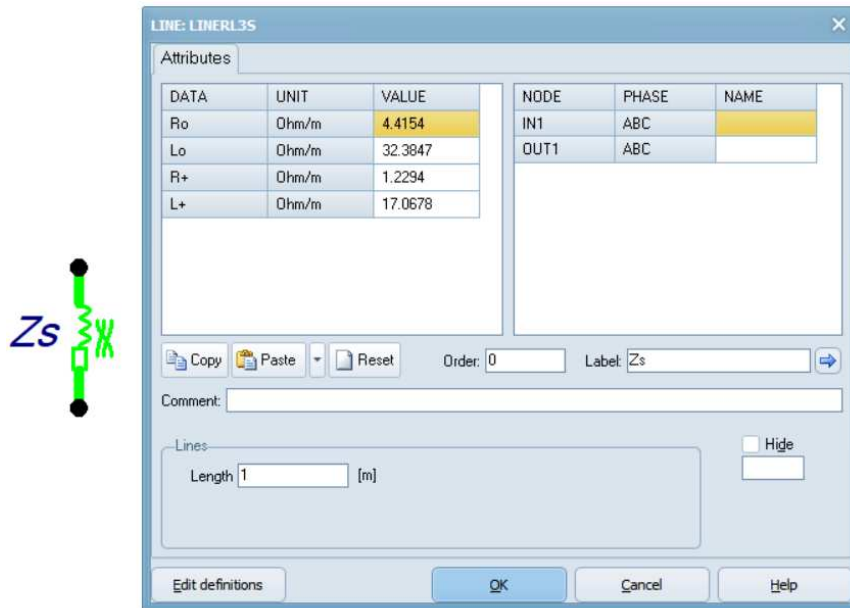 LINE: LINERL3S
Attributes
DATA UNIT VALUE
Ro Ohm/m 4.4154
Lo Ohm/m 32.3847
R+ Ohm/m 1.2294
L+ Ohm/m 17.0678
NODE PHASE NAME
IN1 ABC
OUT1 ABC
Zs
Copy Paste Reset Order: 0 Label: Zs
Comment:
Lines
Length 1 [m]
Hide
Edit definitions OK Cancel Help